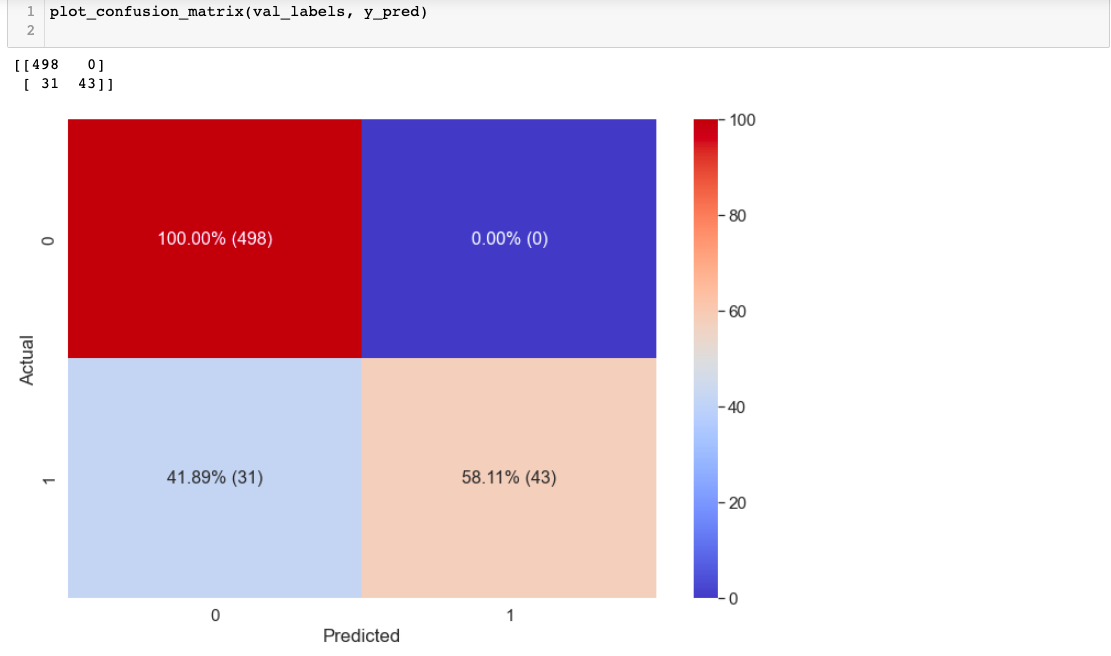 1 plot_confusion_matrix(val_labels, y_pred)
2
[[498   0]
 [ 31  43]]
100
100.00% (498) 0.00% (0)
0
80
60
Actual
40
41.89% (31) 58.11% (43)
1
20
0
0 1
Predicted